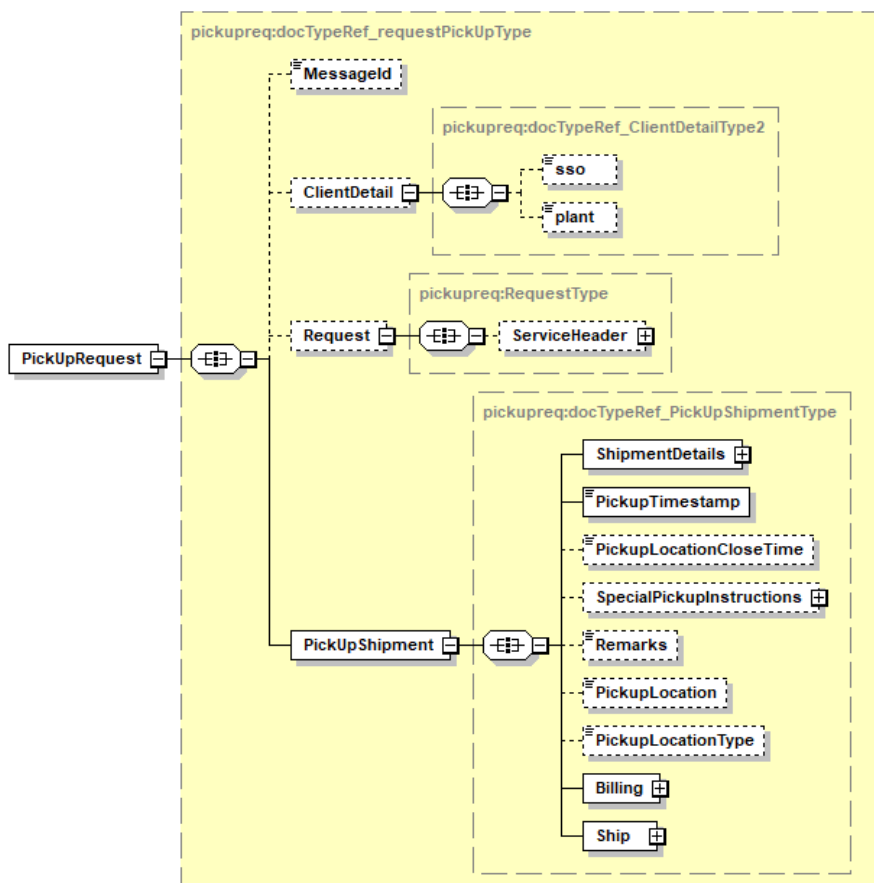 pickupreq:docTypeRef_requestPickUpType
MessageId
pickupreq:docTypeRef_ClientDetailType2
sso
ClientDetail
plant
pickupreq:RequestType
Request
ServiceHeader
PickUpRequest
pickupreq:docTypeRef_PickUpShipmentType
ShipmentDetails
PickupTimestamp
PickupLocationCloseTime
SpecialPickupInstructions
PickUpShipment
Remarks
PickupLocation
PickupLocationType
Billing
Ship